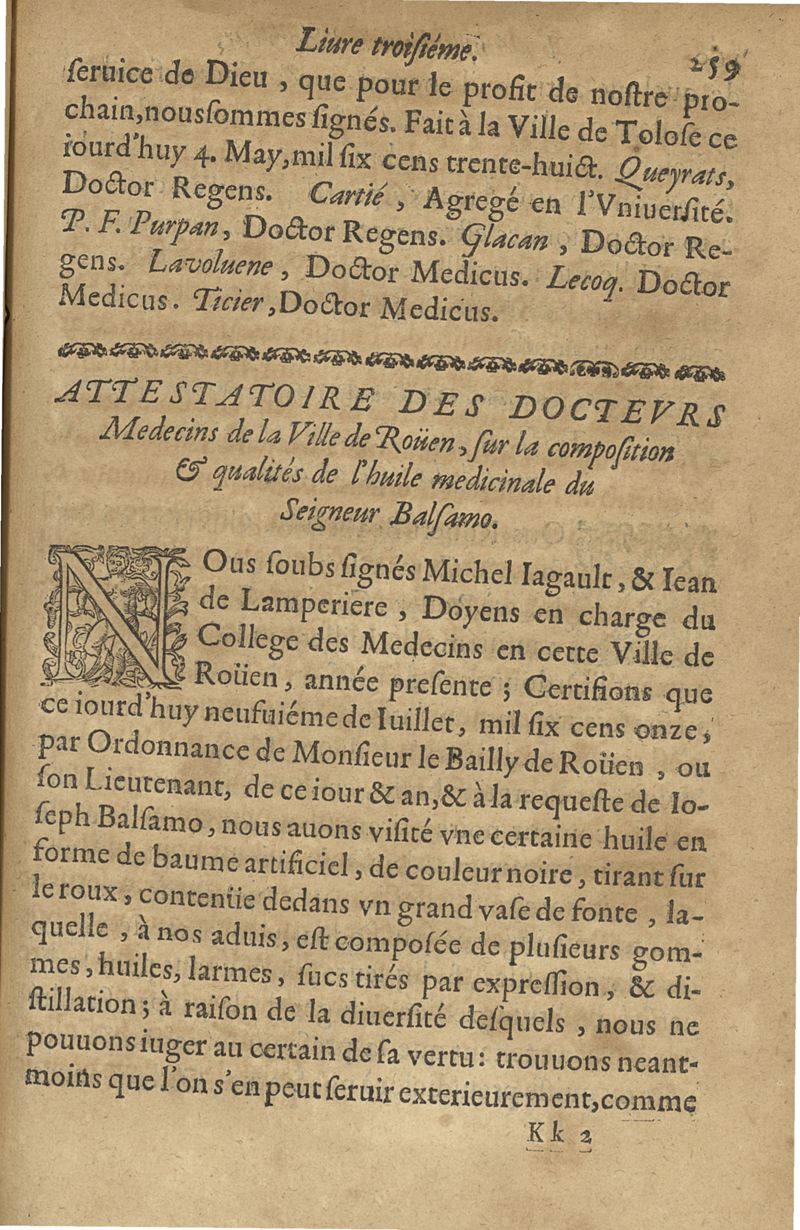 Liure troisiéme. 259
ſeruice de Dieu, que pour le profit de noſtre pro-
chain, nous ſommes ſignés. Fait à la Ville de Toloſe ce
iourd'huy 4. May, mil ſix cens trente-huict. Queyrats,
Doctor Regens. Cartié, Agregé en l'Vniuerſité.
P. F. Purpan, Doctor Regens. Glacan, Doctor Re-
gens. Lavoluene, Doctor Medicus. Lecoq. Doctor
Medicus. Ticier, Doctor Medicus.
ATTESTATOIRE DES DOCTEVRS
Medecins de la Ville de Roüen, ſur la compoſition
& qualités de l'huile medicinale du
Seigneur Balſamo.
NOus ſoubs ſignés Michel Iagault, & Iean
de Lamperiere, Doyens en charge du
College des Medecins en cette Ville de
Roüen, année preſente; Certifions que
ce iourd'huy neufuiéme de Iuillet, mil ſix cens onze,
par Ordonnance de Monſieur le Bailly de Roüen, ou
ſon Lieutenant, de ce iour & an, & à la requeſte de Io-
ſeph Balſamo, nous auons viſité vne certaine huile en
forme de baume artificiel, de couleur noire, tirant ſur
le roux, contenüe dedans vn grand vaſe de fonte, la-
quelle, à nos aduis, eſt compoſée de pluſieurs gom-
mes, huiles, larmes, ſucs tirés par expreſſion, & di-
ſtillation; à raiſon de la diuerſité deſquels, nous ne
pouuons iuger au certain de ſa vertu: trouuons neant-
moins que l'on s'en peut ſeruir exterieurement, comme
Kk 2